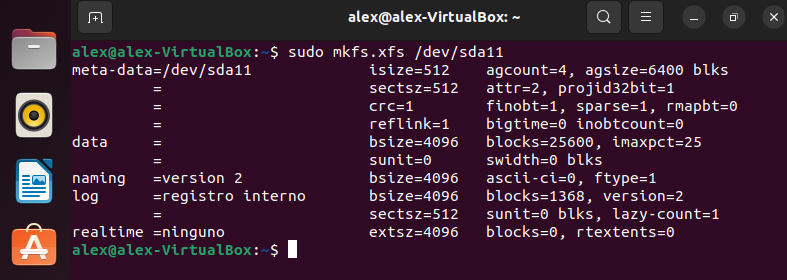 alex@alex-VirtualBox: ~
alex@alex-VirtualBox:~$ sudo mkfs.xfs /dev/sda11
meta-data=/dev/sda11             isize=512    agcount=4, agsize=6400 blks
         =                       sectsz=512   attr=2, projid32bit=1
         =                       crc=1        finobt=1, sparse=1, rmapbt=0
         =                       reflink=1    bigtime=0 inobtcount=0
data     =                       bsize=4096   blocks=25600, imaxpct=25
         =                       sunit=0      swidth=0 blks
naming   =version 2              bsize=4096   ascii-ci=0, ftype=1
log      =registro interno       bsize=4096   blocks=1368, version=2
         =                       sectsz=512   sunit=0 blks, lazy-count=1
realtime =ninguno                extsz=4096   blocks=0, rtextents=0
alex@alex-VirtualBox:~$